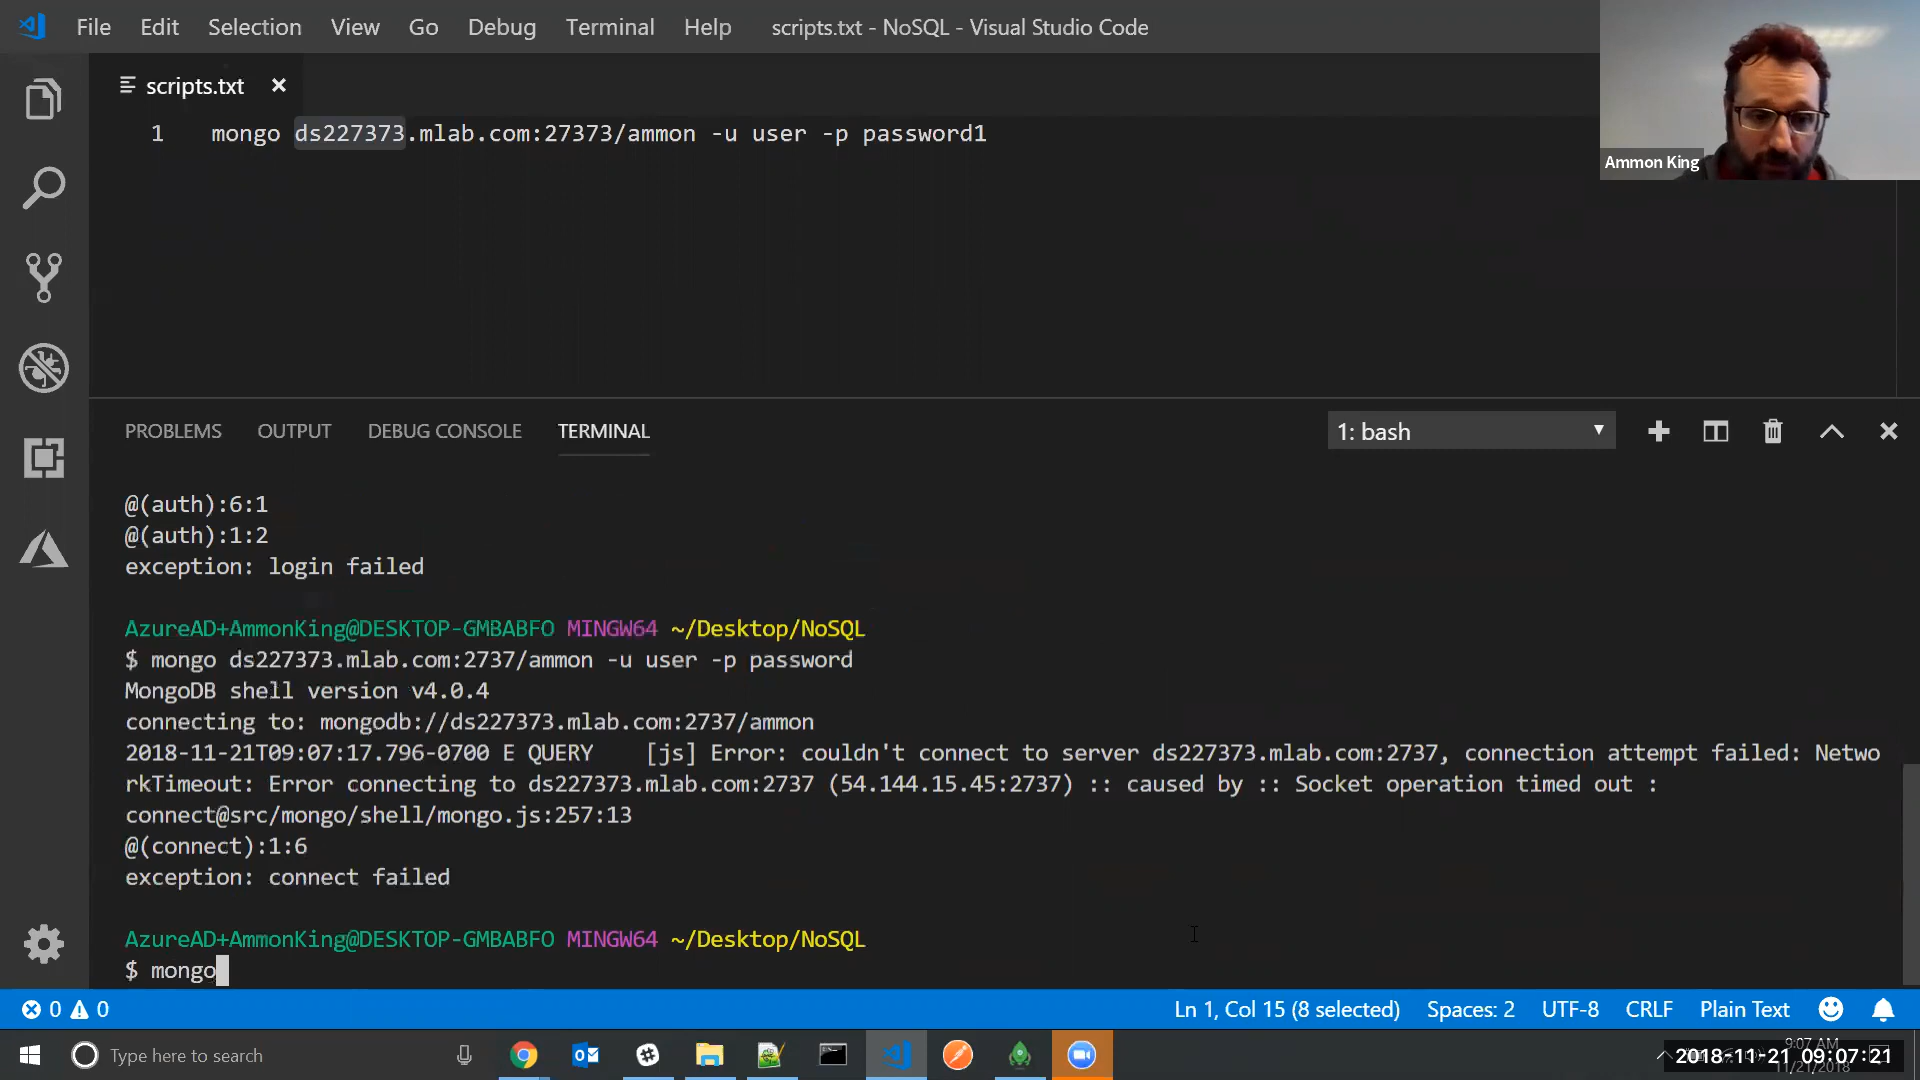 File Edit Selection View Go Debug Terminal Help scripts.txt - NoSQL - Visual Studio Code
scripts.txt
1 mongo ds227373.mlab.com:27373/ammon -u user -p password1
Ammon King
PROBLEMS OUTPUT DEBUG CONSOLE TERMINAL 1: bash
@(auth):6:1
@(auth):1:2
exception: login failed
AzureAD+AmmonKing@DESKTOP-GMBABFO MINGW64 ~/Desktop/NoSQL
$ mongo ds227373.mlab.com:2737/ammon -u user -p password
MongoDB shell version v4.0.4
connecting to: mongodb://ds227373.mlab.com:2737/ammon
2018-11-21T09:07:17.796-0700 E QUERY    [js] Error: couldn't connect to server ds227373.mlab.com:2737, connection attempt failed: Netwo
rkTimeout: Error connecting to ds227373.mlab.com:2737 (54.144.15.45:2737) :: caused by :: Socket operation timed out :
connect@src/mongo/shell/mongo.js:257:13
@(connect):1:6
exception: connect failed
AzureAD+AmmonKing@DESKTOP-GMBABFO MINGW64 ~/Desktop/NoSQL
$ mongo
0 0 Ln 1, Col 15 (8 selected) Spaces: 2 UTF-8 CRLF Plain Text
Type here to search
9:07 AM
2018-11-21 09:07:21
11/21/2018